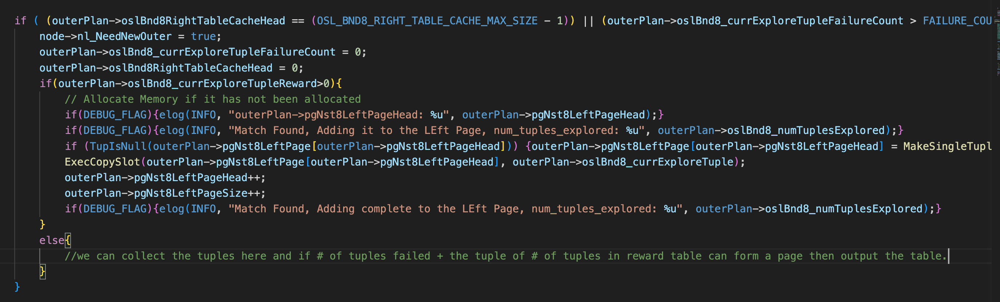 if ( (outerPlan->oslBnd8RightTableCacheHead == (OSL_BND8_RIGHT_TABLE_CACHE_MAX_SIZE - 1)) || (outerPlan->oslBnd8_currExploreTupleFailureCount > FAILURE_COU
node->nl_NeedNewOuter = true;
outerPlan->oslBnd8_currExploreTupleFailureCount = 0;
outerPlan->oslBnd8RightTableCacheHead = 0;
if(outerPlan->oslBnd8_currExploreTupleReward>0){
// Allocate Memory if it has not been allocated
if(DEBUG_FLAG){elog(INFO, "outerPlan->pgNst8LeftPageHead: %u", outerPlan->pgNst8LeftPageHead);}
if(DEBUG_FLAG){elog(INFO, "Match Found, Adding it to the LEft Page, num_tuples_explored: %u", outerPlan->oslBnd8_numTuplesExplored);}
if (TupIsNull(outerPlan->pgNst8LeftPage[outerPlan->pgNst8LeftPageHead])) {outerPlan->pgNst8LeftPage[outerPlan->pgNst8LeftPageHead] = MakeSingleTupl
ExecCopySlot(outerPlan->pgNst8LeftPage[outerPlan->pgNst8LeftPageHead], outerPlan->oslBnd8_currExploreTuple);
outerPlan->pgNst8LeftPageHead++;
outerPlan->pgNst8LeftPageSize++;
if(DEBUG_FLAG){elog(INFO, "Match Found, Adding complete to the LEft Page, num_tuples_explored: %u", outerPlan->oslBnd8_numTuplesExplored);}
}
else{
//we can collect the tuples here and if # of tuples failed + the tuple of # of tuples in reward table can form a page then output the table.
}
}